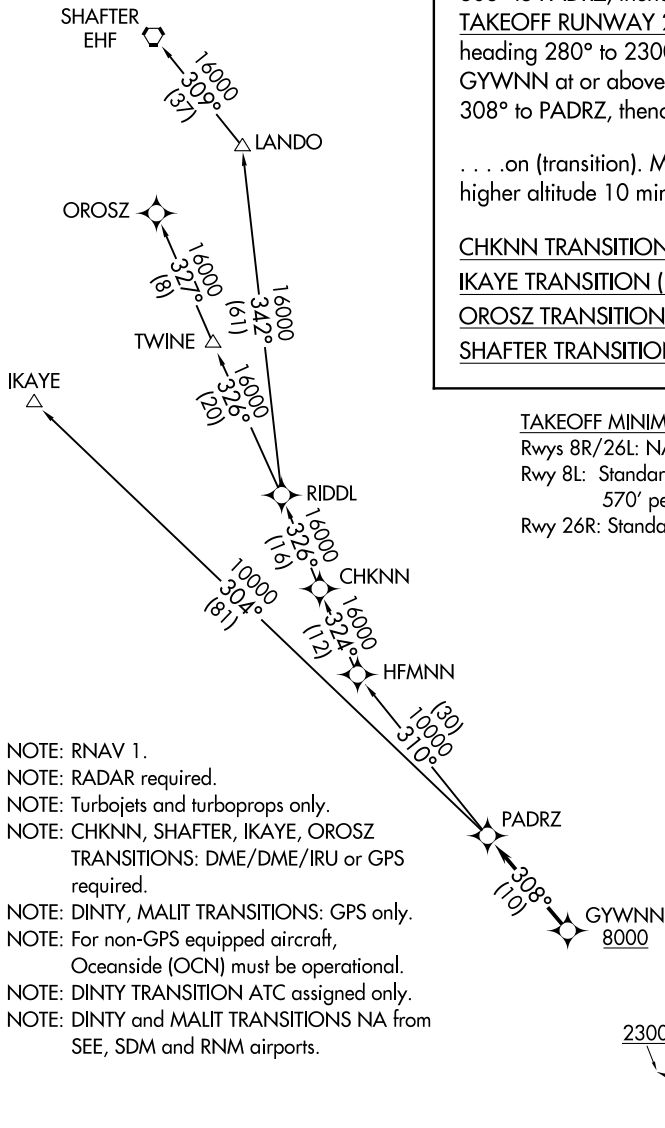 TAKEOFF RUNWAY
heading 280° to 2300
GYWNN at or above
308° to PADRZ, thenc
. . . .on (transition). M
higher altitude 10 min
CHKNN TRANSITION
IKAYE TRANSITION (
OROSZ TRANSITION
SHAFTER TRANSITION
TAKEOFF MINIM
Rwys 8R/26L: NA
Rwy 8L: Standar
570' pe
Rwy 26R: Standa
SHAFTER
EHF
16000
309°
(37)
LANDO
OROSZ
16000
327°
(8)
16000
342°
(61)
TWINE
16000
326°
(20)
IKAYE
RIDDL
16000
326°
(16)
CHKNN
10000
304°
(81)
16000
324°
(12)
HFMNN
(30)
10000
310°
PADRZ
308°
(10)
GYWNN
8000
2300
NOTE: RNAV 1.
NOTE: RADAR required.
NOTE: Turbojets and turboprops only.
NOTE: CHKNN, SHAFTER, IKAYE, OROSZ
TRANSITIONS: DME/DME/IRU or GPS
required.
NOTE: DINTY, MALIT TRANSITIONS: GPS only.
NOTE: For non-GPS equipped aircraft,
Oceanside (OCN) must be operational.
NOTE: DINTY TRANSITION ATC assigned only.
NOTE: DINTY and MALIT TRANSITIONS NA from
SEE, SDM and RNM airports.